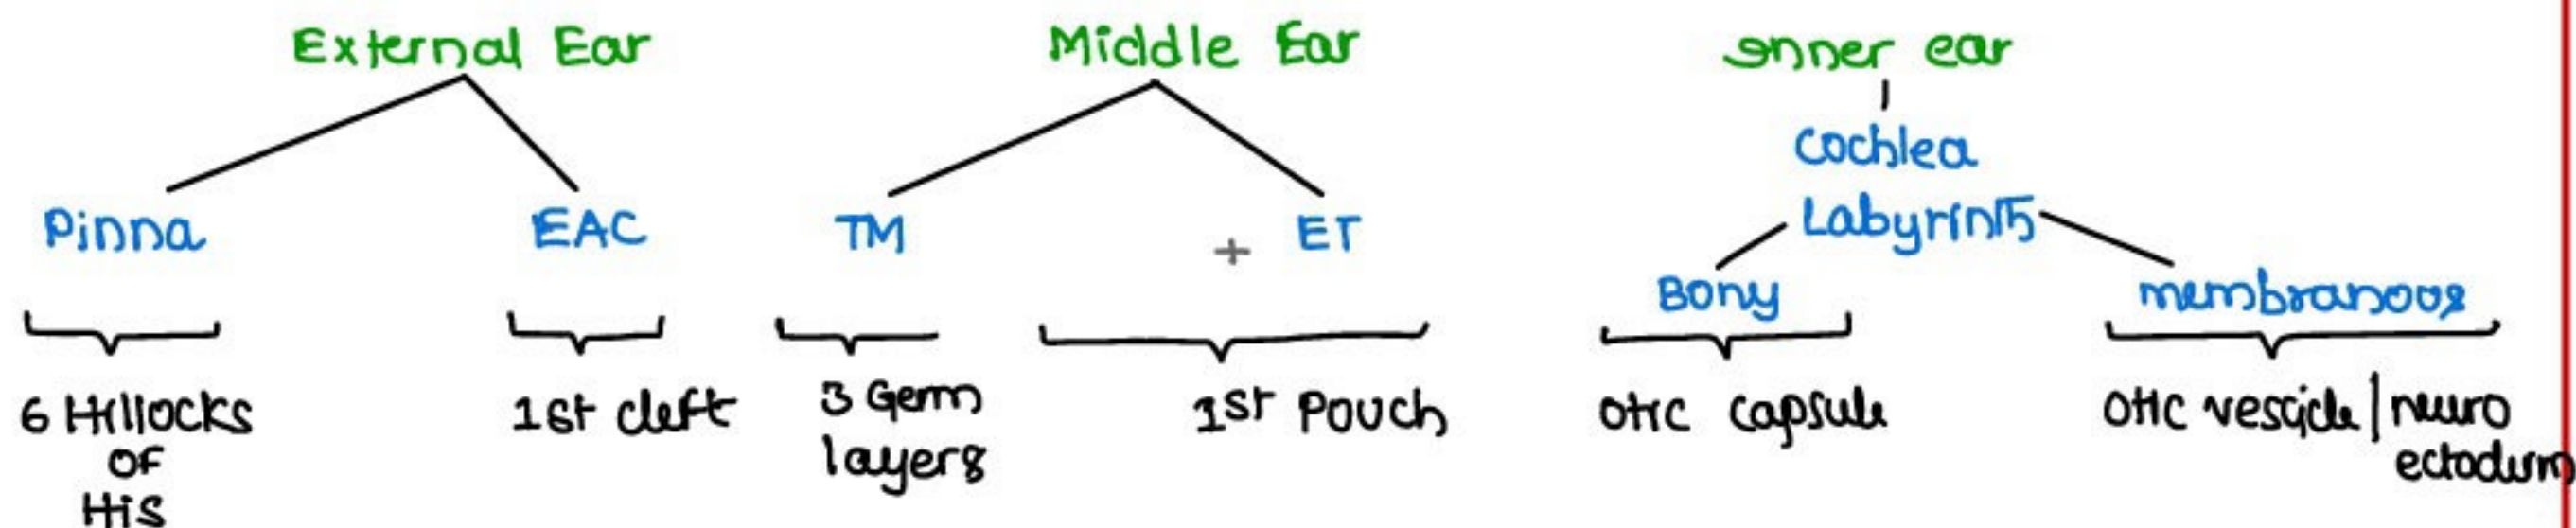 External Ear
Middle Ear
Inner ear
Cochlea
Pinna
EAC
TM
+ ET
Labyrinth
Bony
membranous
6 Hillocks
OF
His
1st cleft
3 Germ
layers
1st Pouch
otic capsule
otic vescicle | neuro
ectoderm